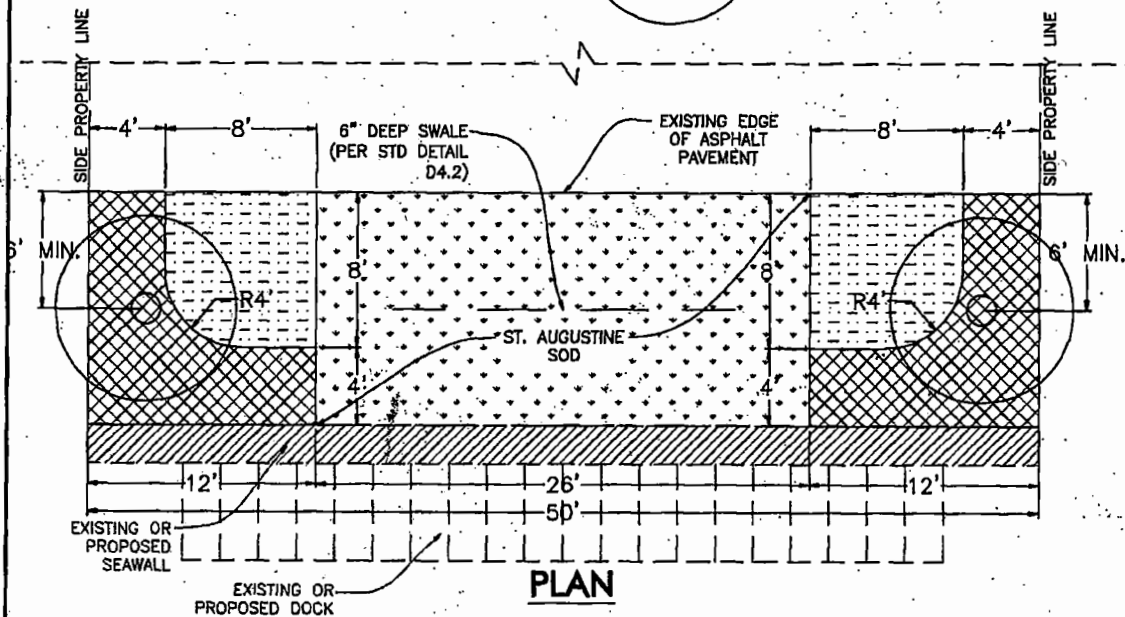 SIDE PROPERTY LINE
SIDE PROPERTY LINE
4'
8'
6" DEEP SWALE
(PER STD DETAIL
D4.2)
EXISTING EDGE
OF ASPHALT
PAVEMENT
8'
4'
6' MIN.
8'
8'
6' MIN.
R4'
R4'
ST. AUGUSTINE
SOD
4'
4'
12'
26'
12'
50'
EXISTING OR
PROPOSED
SEAWALL
EXISTING OR
PROPOSED DOCK
PLAN